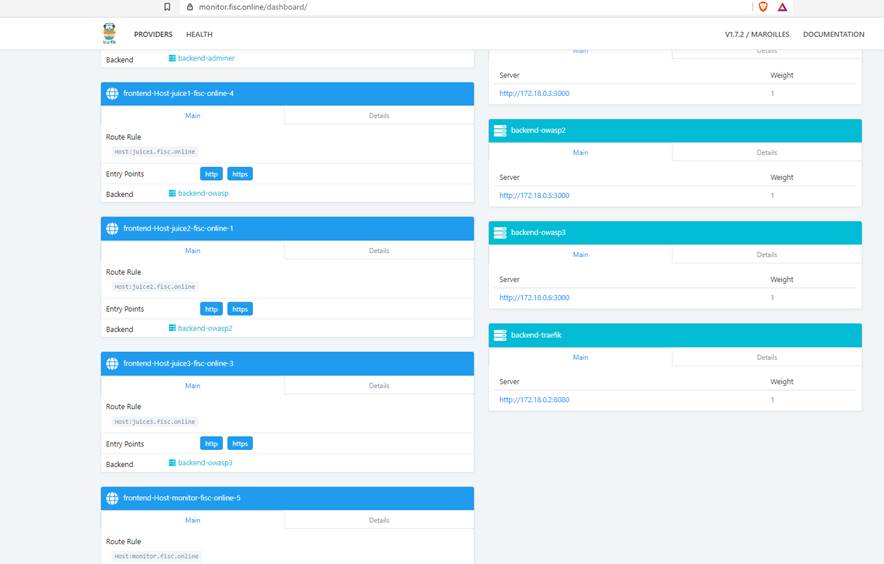 monitor.fisc.online/dashboard/
PROVIDERS HEALTH V1.7.2 / MAROILLES DOCUMENTATION
Backend backend-adminer
frontend-Host-juice1-fisc-online-4
Main Details
Route Rule
Host:juice1.fisc.online
Entry Points http https
Backend backend-owasp
frontend-Host-juice2-fisc-online-1
Main Details
Route Rule
Host:juice2.fisc.online
Entry Points http https
Backend backend-owasp2
frontend-Host-juice3-fisc-online-3
Main Details
Route Rule
Host:juice3.fisc.online
Entry Points http https
Backend backend-owasp3
frontend-Host-monitor-fisc-online-5
Main Details
Route Rule
Host:monitor.fisc.online
Main Details
Server Weight
http://172.18.0.3:3000 1
backend-owasp2
Main Details
Server Weight
http://172.18.0.5:3000 1
backend-owasp3
Main Details
Server Weight
http://172.18.0.6:3000 1
backend-traefik
Main Details
Server Weight
http://172.18.0.2:8080 1